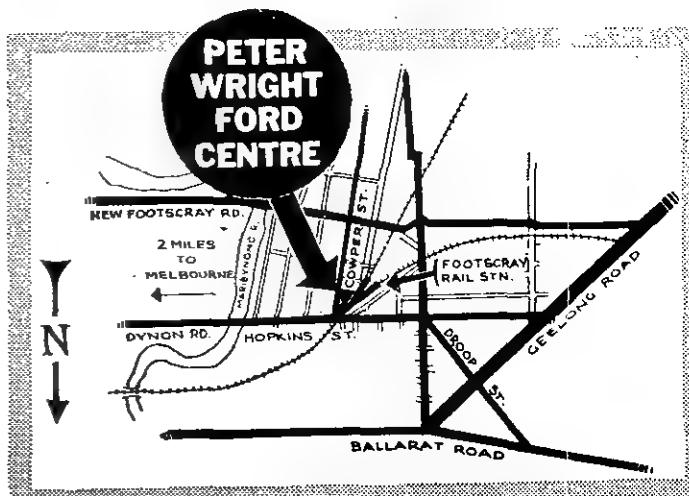 PETER
WRIGHT
FORD
CENTRE
NEW FOOTSCRAY RD.
2 MILES
TO
MELBOURNE
MARIBYNONG R.
COWPER ST.
FOOTSCRAY
RAIL STN.
N
DYNON RD.
HOPKINS ST.
DROOP ST.
GEELONG ROAD
BALLARAT ROAD